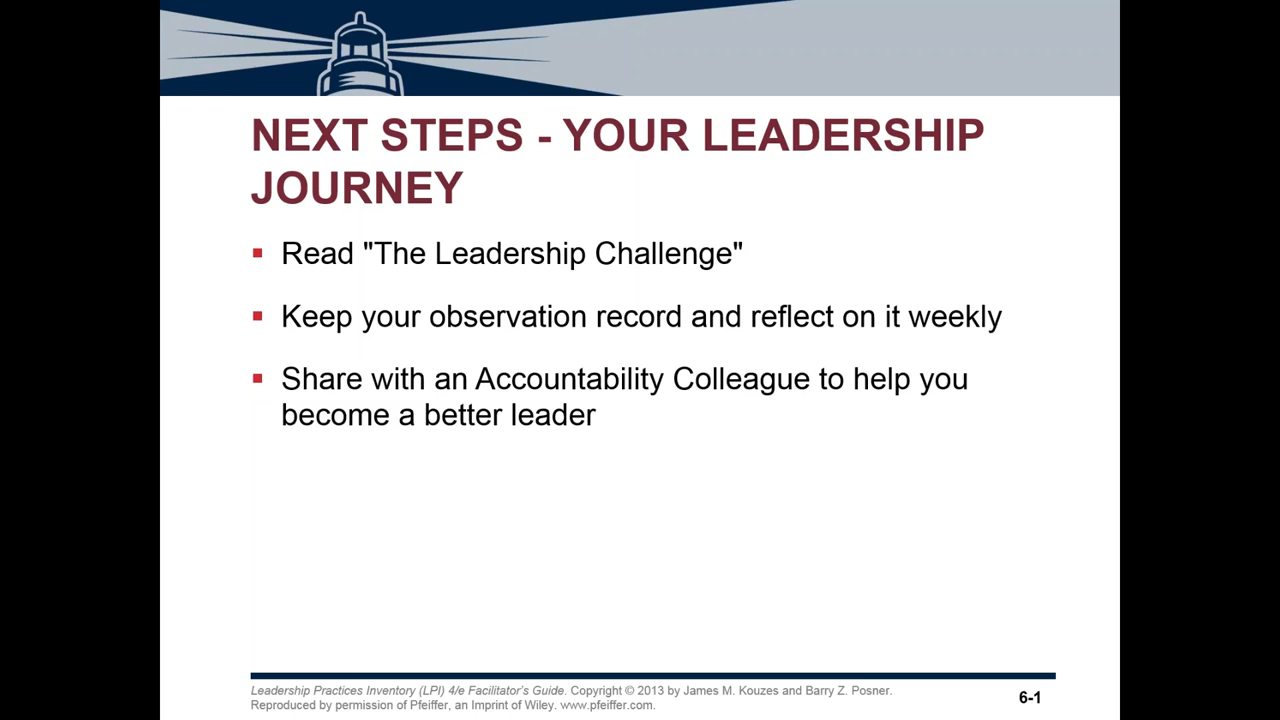 NEXT STEPS - YOUR LEADERSHIP
JOURNEY
▪ Read "The Leadership Challenge"
▪ Keep your observation record and reflect on it weekly
▪ Share with an Accountability Colleague to help you
become a better leader
Leadership Practices Inventory (LPI) 4/e Facilitator's Guide. Copyright © 2013 by James M. Kouzes and Barry Z. Posner.
Reproduced by permission of Pfeiffer, an Imprint of Wiley. www.pfeiffer.com.
6-1